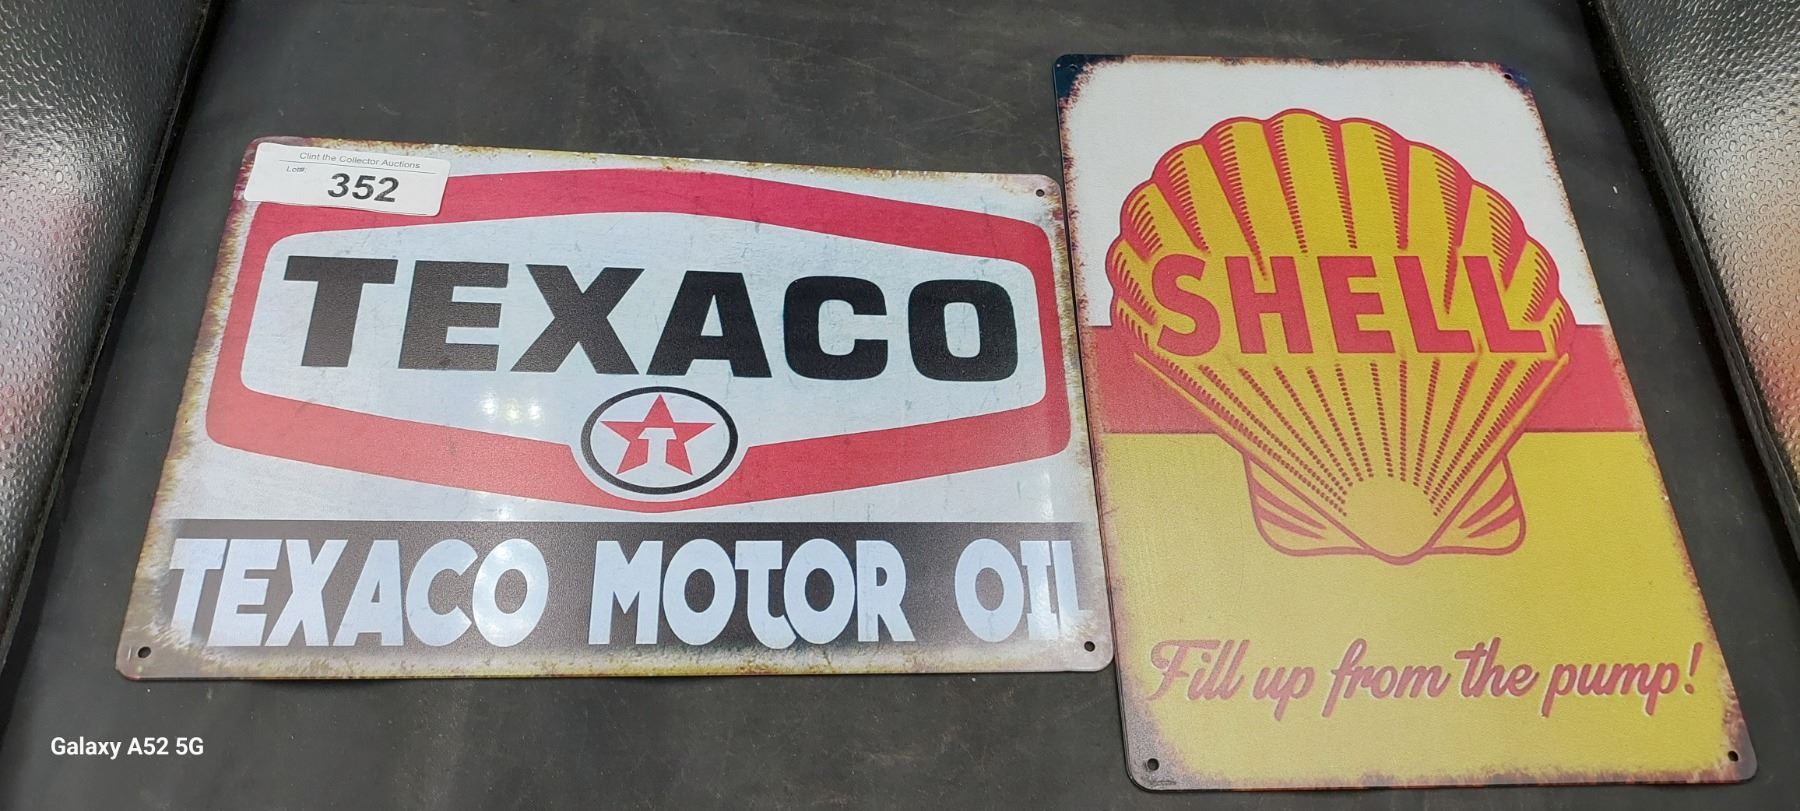 Clint the Collector Auctions
Lot#:
352
TEXACO
T
TEXACO MOTOR OIL
SHELL
Fill up from the pump!
Galaxy A52 5G